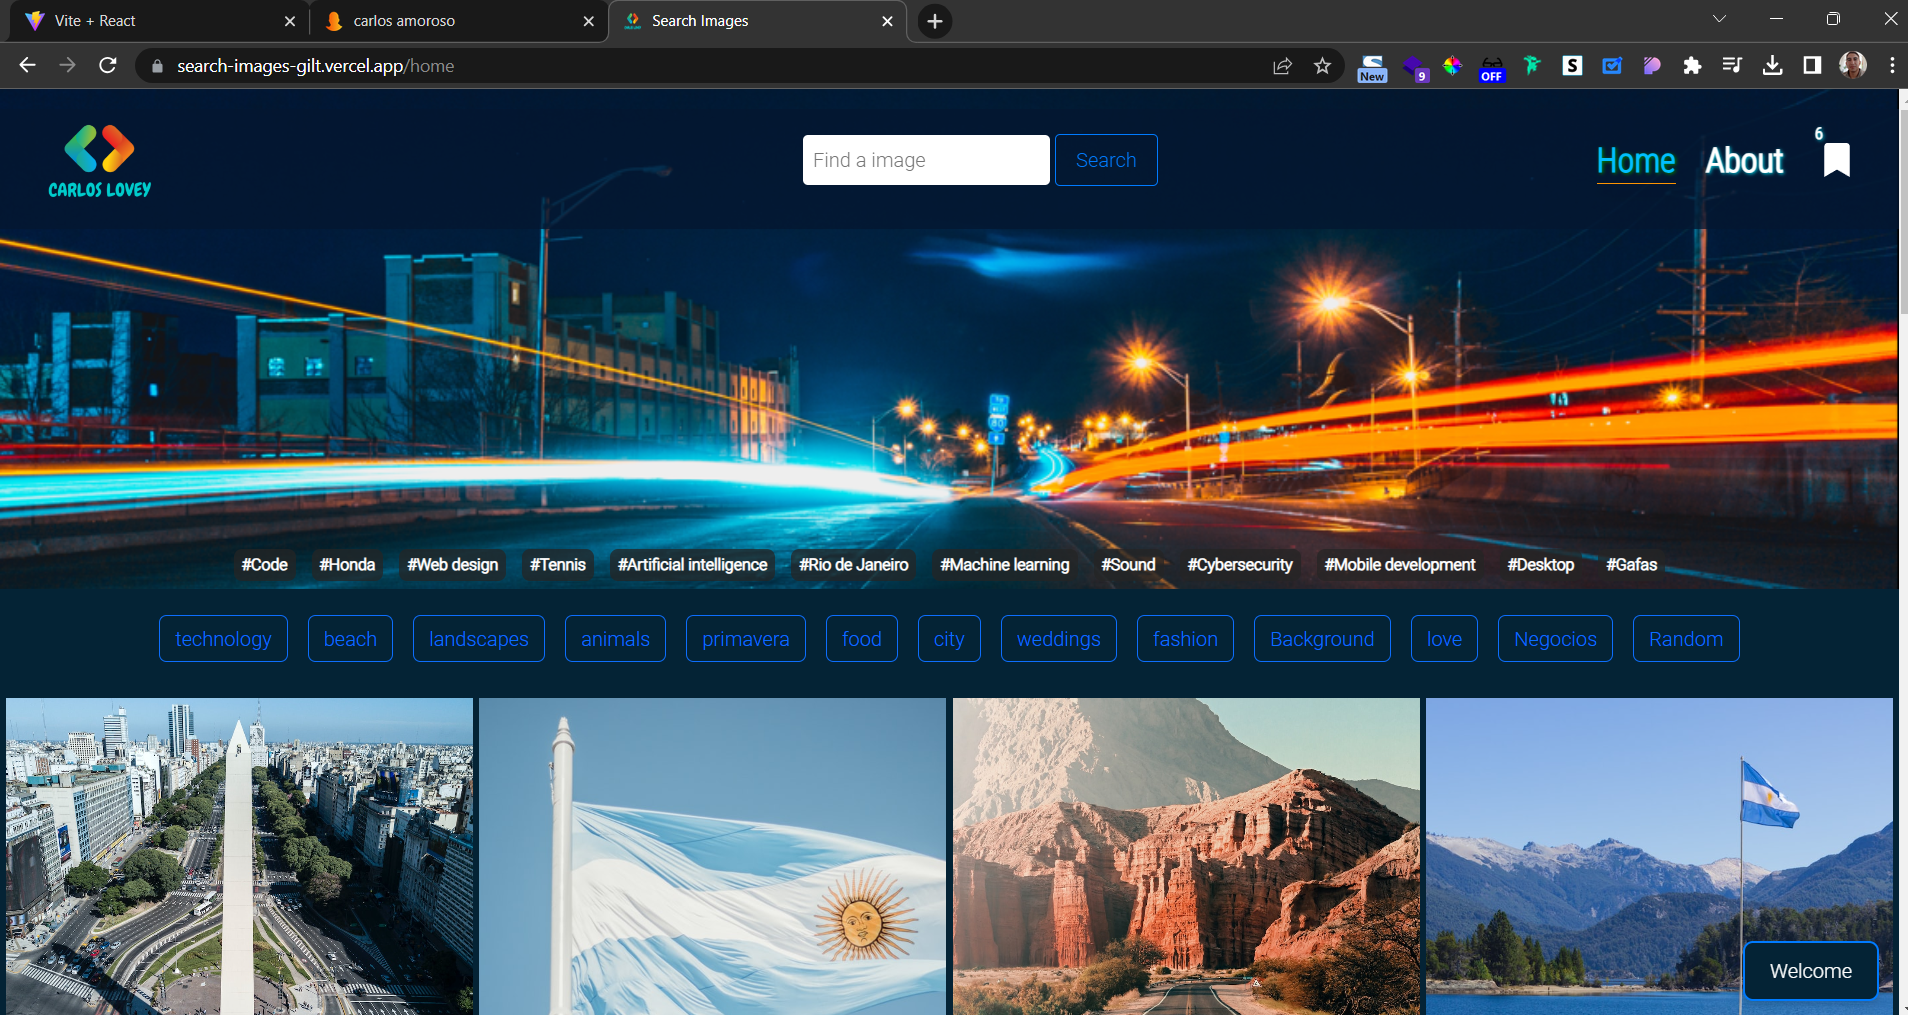 Vite + React
carlos amoroso
Search Images
search-images-gilt.vercel.app/home
New
9
OFF
S
CARLOS LOVEY
Find a image
Search
Home
About
6
#Code #Honda #Web design #Tennis #Artificial intelligence #Rio de Janeiro #Machine learning #Sound #Cybersecurity #Mobile development #Desktop #Gafas
technology beach landscapes animals primavera food city weddings fashion Background love Negocios Random
Welcome